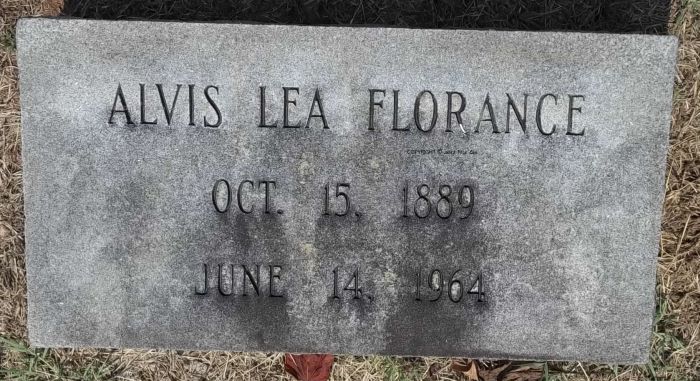 ALVIS LEA FLORANCE
OCT. 15, 1889
JUNE 14, 1964